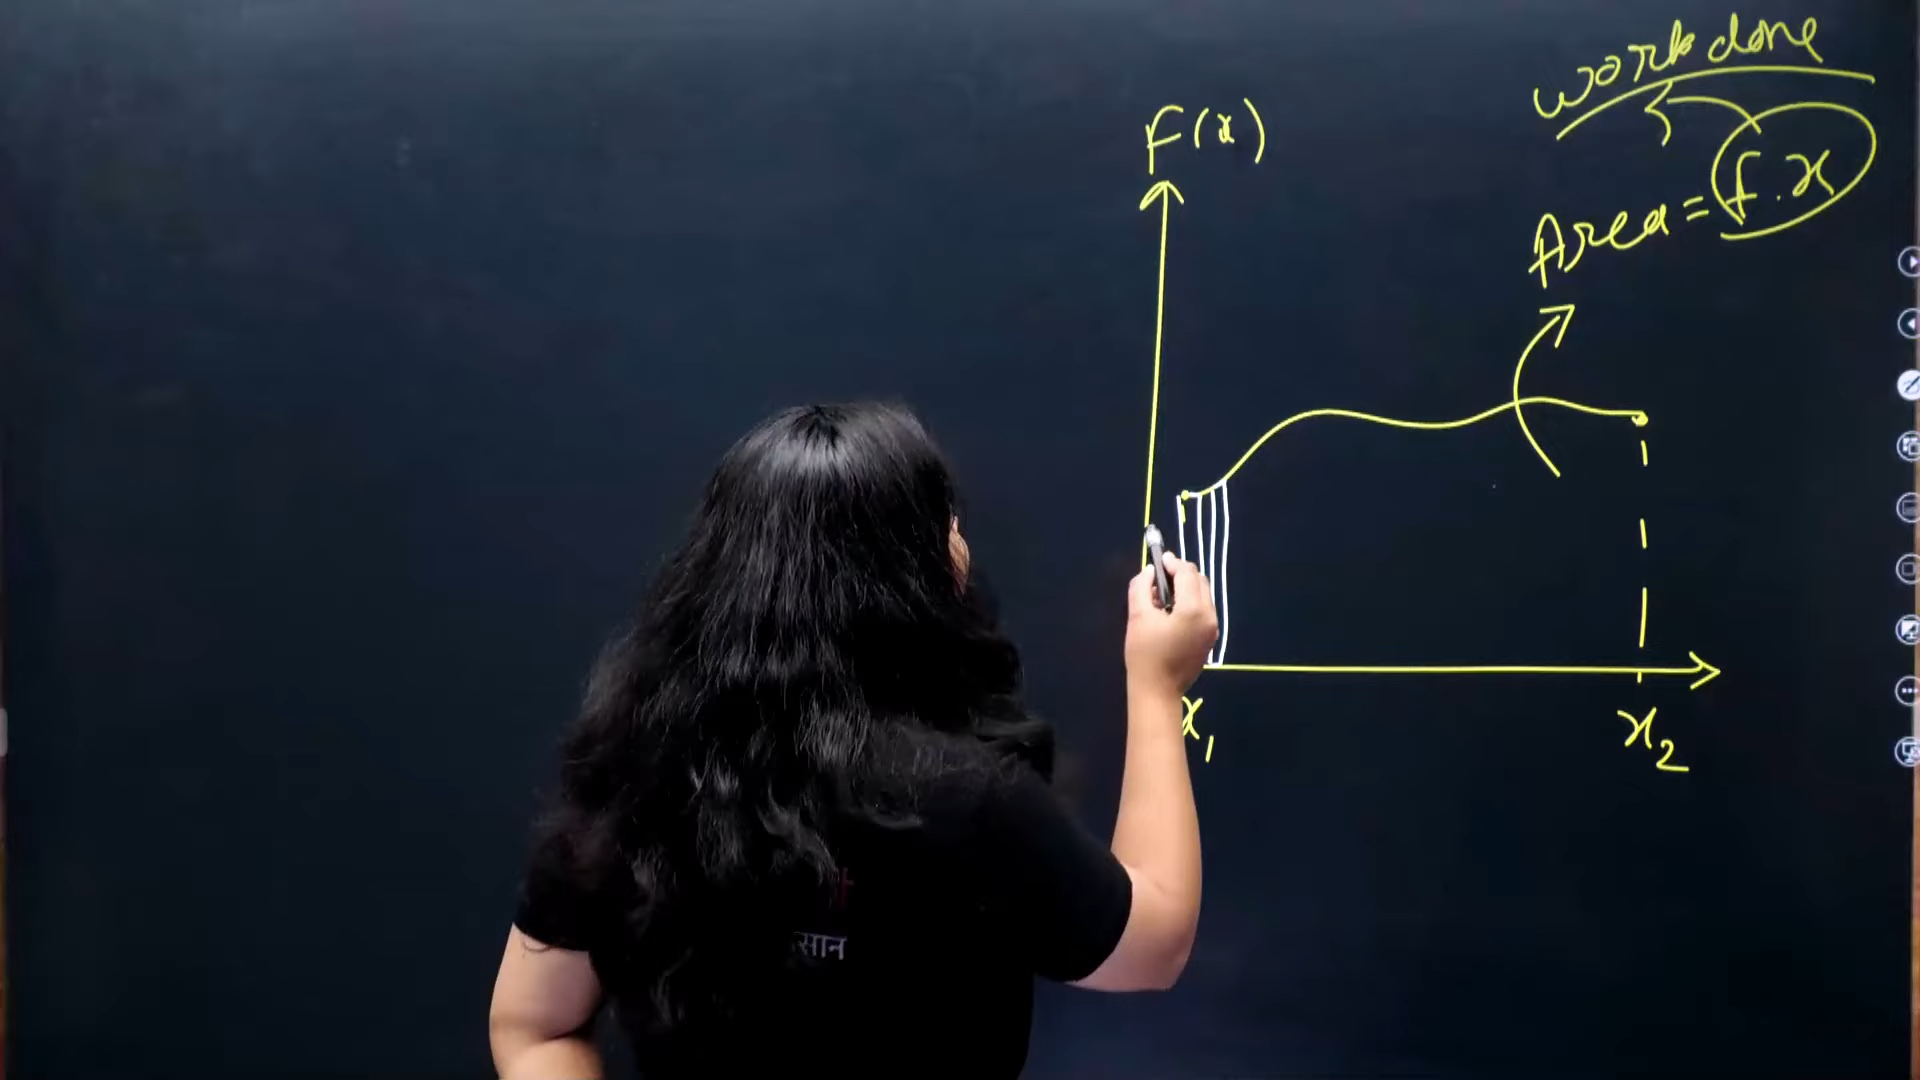 work done
F(x)
Area = F.x
x₁
x₂
सान